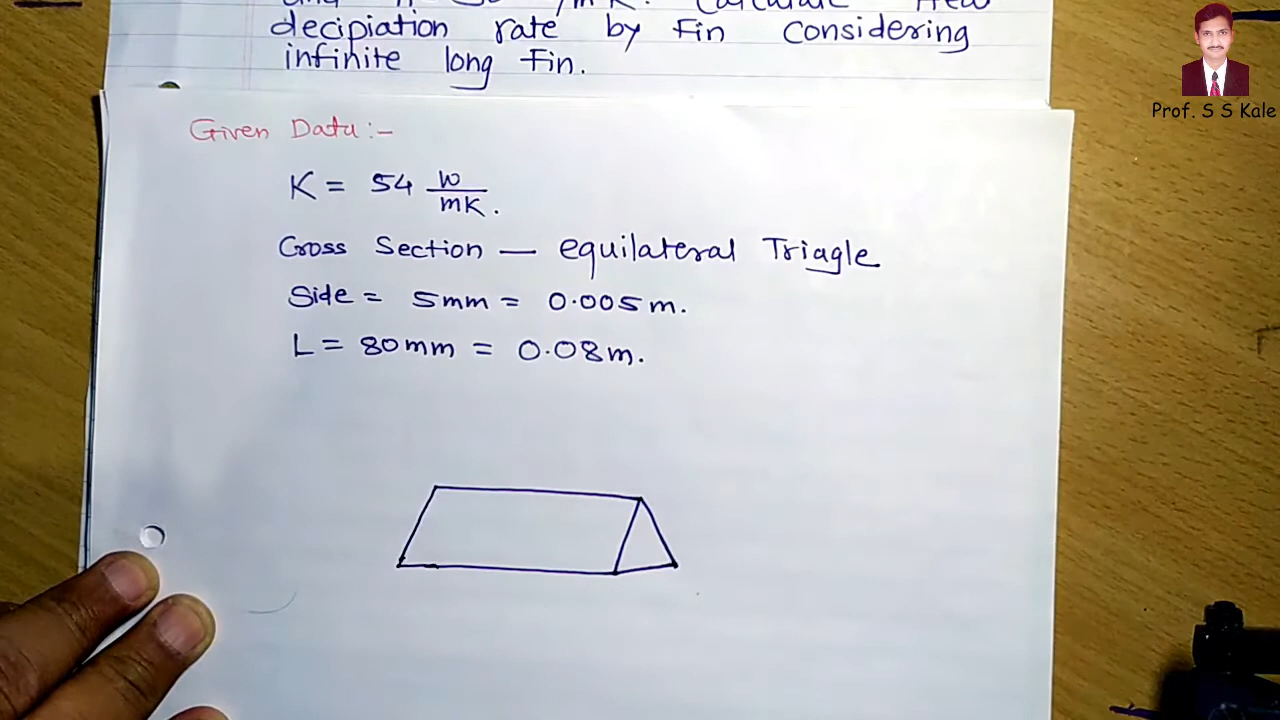 decipiation rate by Fin considering
infinite long Fin.
Given Data:-
K = 54 W/mK.
Cross Section — equilateral Triagle
Side = 5mm = 0.005m.
L = 80mm = 0.08m.
Prof. S S Kale